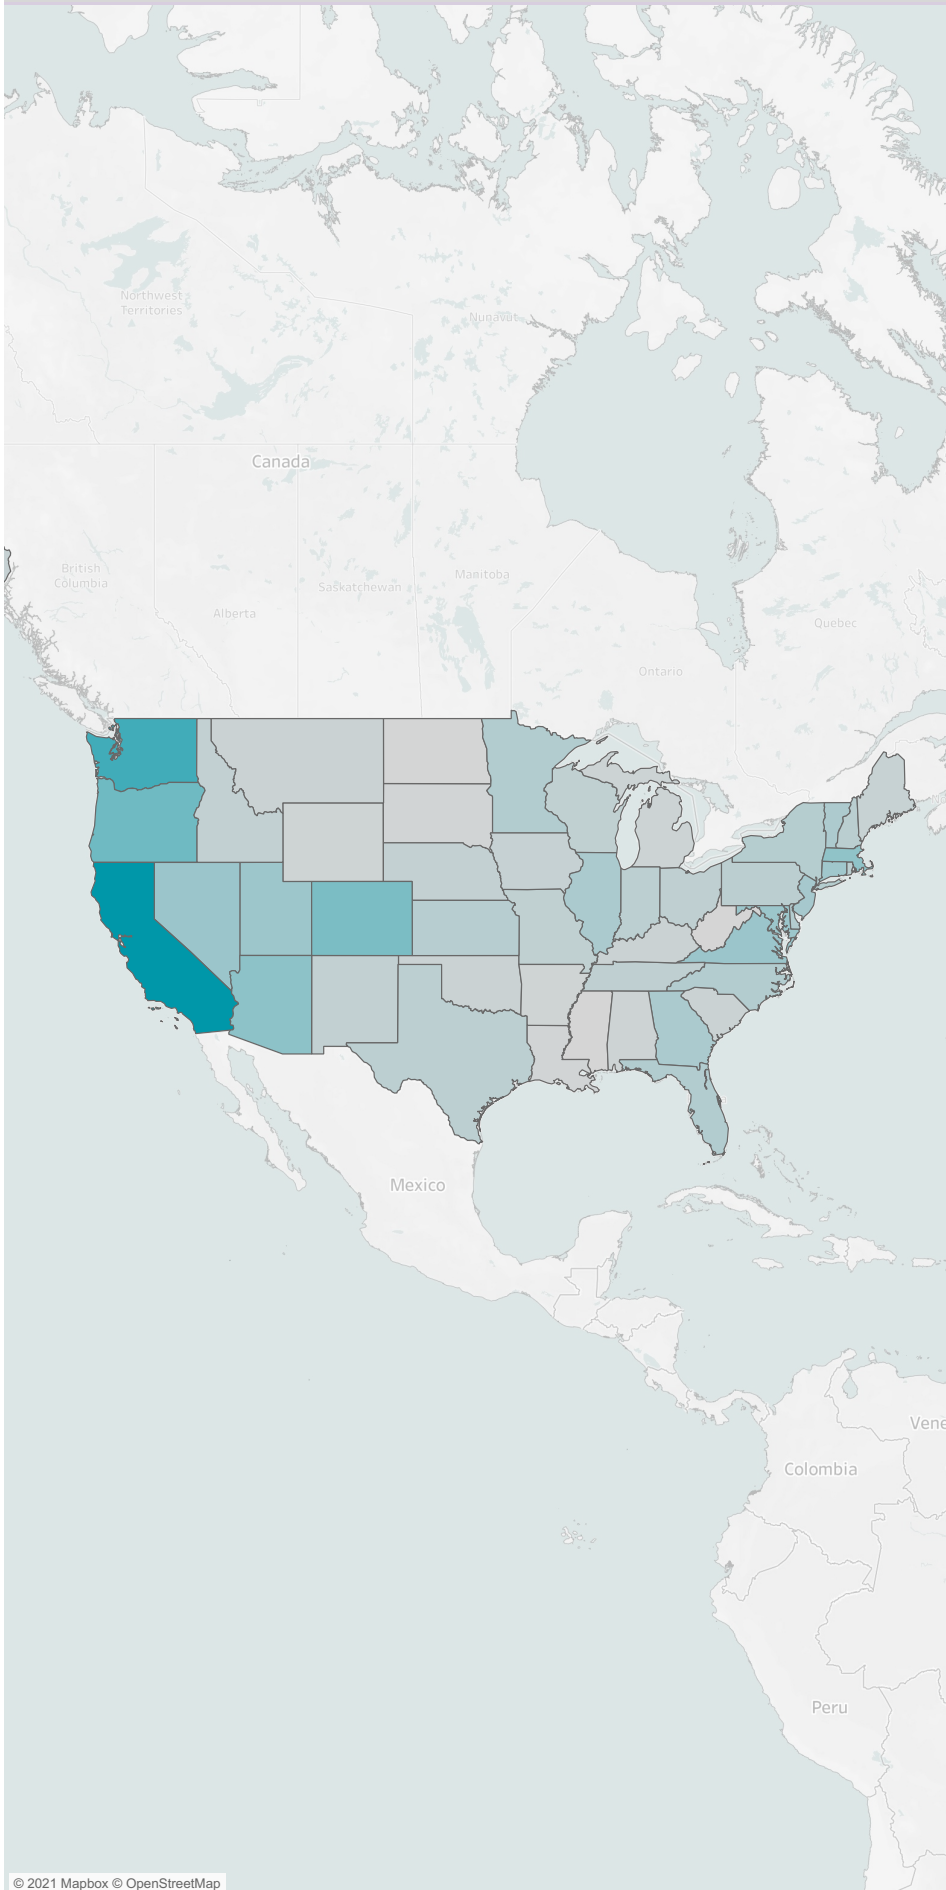 Northwest
Territories
Nunavut
Canada
British
Columbia
Alberta
Saskatchewan
Manitoba
Ontario
Quebec
Mexico
Vene
Colombia
Peru
© 2021 Mapbox © OpenStreetMap